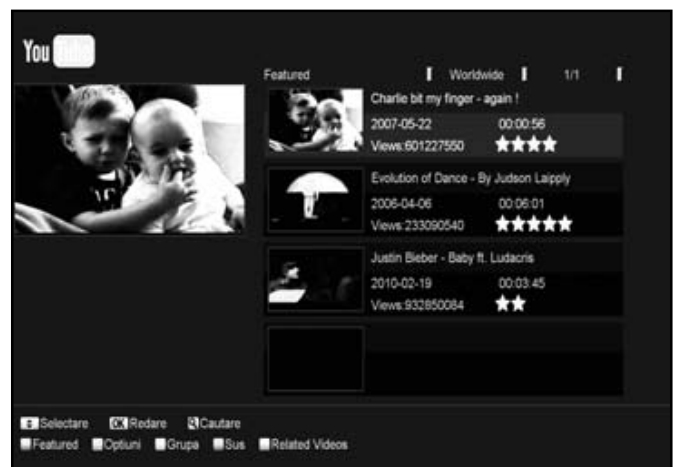 You Tube
Featured Worldwide 1/1
Charlie bit my finger - again !
2007-05-22 00:00:56
Views:601227550
Evolution of Dance - By Judson Laipply
2006-04-06 00:06:01
Views:233090540
Justin Bieber - Baby ft. Ludacris
2010-02-19 00:03:45
Views:932850084
Selectare OK Redare Cautare
Featured Optiuni Grupa Sus Related Videos